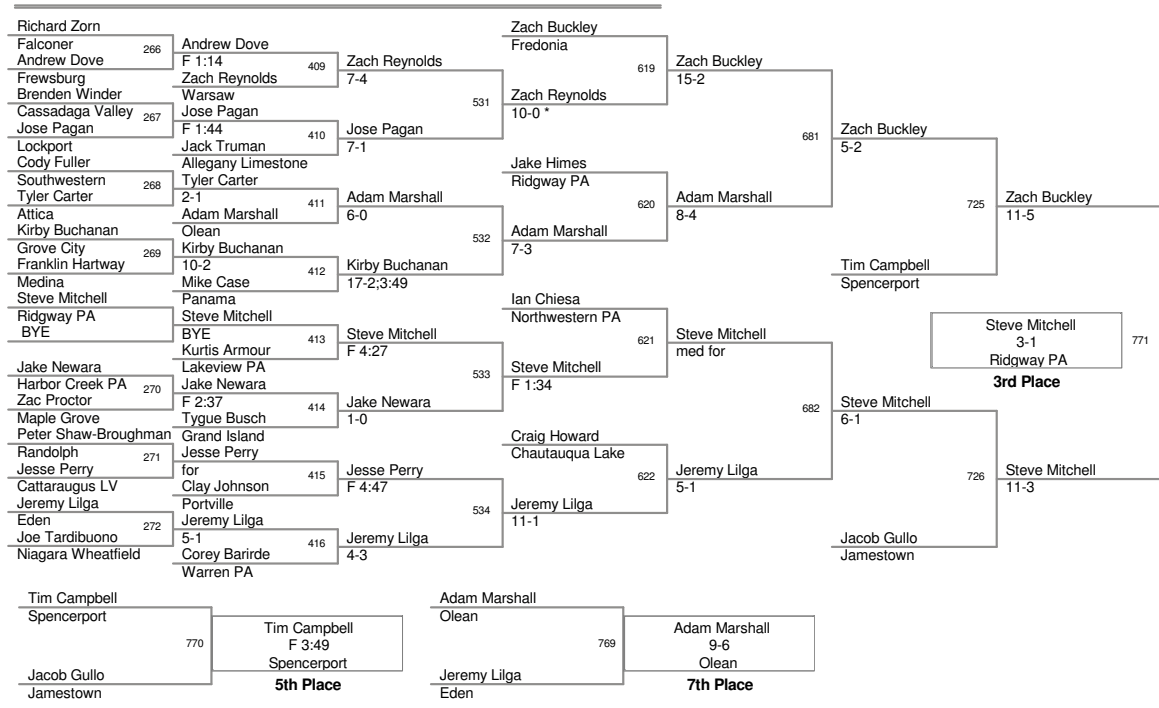 Richard Zorn
Falconer
266
Andrew Dove
Frewsburg
Brenden Winder
Cassadaga Valley
267
Jose Pagan
Lockport
Cody Fuller
Southwestern
268
Tyler Carter
Attica
Kirby Buchanan
Grove City
269
Franklin Hartway
Medina
Steve Mitchell
Ridgway PA
BYE
Jake Newara
Harbor Creek PA
270
Zac Proctor
Maple Grove
Peter Shaw-Broughman
Randolph
271
Jesse Perry
Cattaraugus LV
Jeremy Lilga
Eden
272
Joe Tardibuono
Niagara Wheatfield
Andrew Dove
F 1:14
409
Zach Reynolds
Warsaw
Jose Pagan
F 1:44
410
Jack Truman
Allegany Limestone
Tyler Carter
2-1
411
Adam Marshall
Olean
Kirby Buchanan
10-2
412
Mike Case
Panama
Steve Mitchell
BYE
413
Kurtis Armour
Lakeview PA
Jake Newara
F 2:37
414
Tygue Busch
Grand Island
Jesse Perry
for
415
Clay Johnson
Portville
Jeremy Lilga
5-1
416
Corey Barirde
Warren PA
Zach Reynolds
7-4
531
Jose Pagan
7-1
Adam Marshall
6-0
532
Kirby Buchanan
17-2;3:49
Steve Mitchell
F 4:27
533
Jake Newara
1-0
Jesse Perry
F 4:47
534
Jeremy Lilga
4-3
Zach Buckley
Fredonia
619
Zach Reynolds
10-0 *
Jake Himes
Ridgway PA
620
Adam Marshall
7-3
Ian Chiesa
Northwestern PA
621
Steve Mitchell
F 1:34
Craig Howard
Chautauqua Lake
622
Jeremy Lilga
11-1
Zach Buckley
15-2
681
Adam Marshall
8-4
Steve Mitchell
med for
682
Jeremy Lilga
5-1
Zach Buckley
5-2
725
Tim Campbell
Spencerport
Steve Mitchell
6-1
726
Jacob Gullo
Jamestown
Zach Buckley
11-5
Steve Mitchell
3-1
771
Ridgway PA
3rd Place
Steve Mitchell
11-3
Tim Campbell
Spencerport
770
Jacob Gullo
Jamestown
Tim Campbell
F 3:49
Spencerport
5th Place
Adam Marshall
Olean
769
Jeremy Lilga
Eden
Adam Marshall
9-6
Olean
7th Place